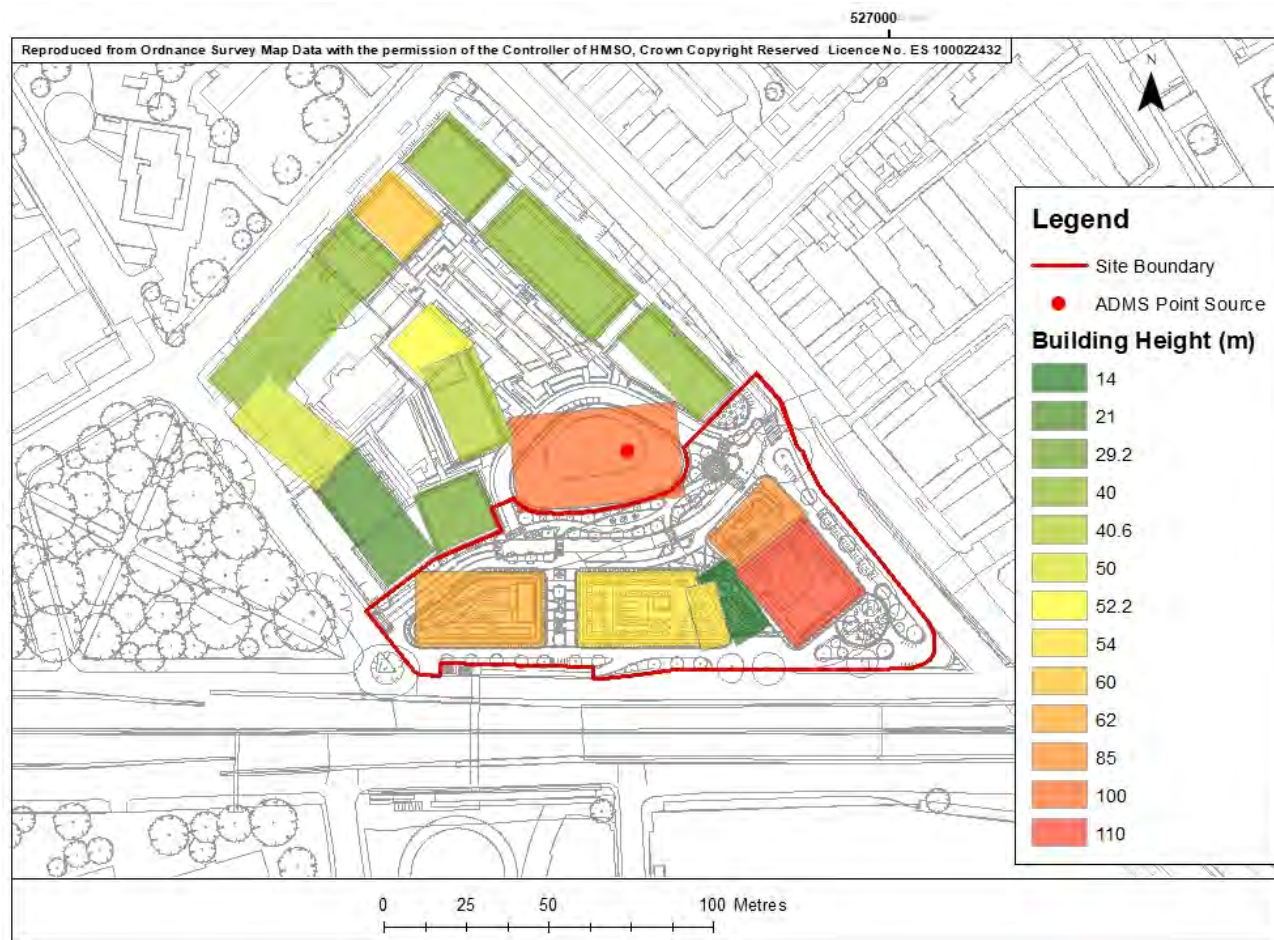 527000
Reproduced from Ordnance Survey Map Data with the permission of the Controller of HMSO, Crown Copyright Reserved Licence No. ES 100022432
N
Legend
Site Boundary
ADMS Point Source
Building Height (m)
14
21
29.2
40
40.6
50
52.2
54
60
62
85
100
110
0 25 50 100 Metres